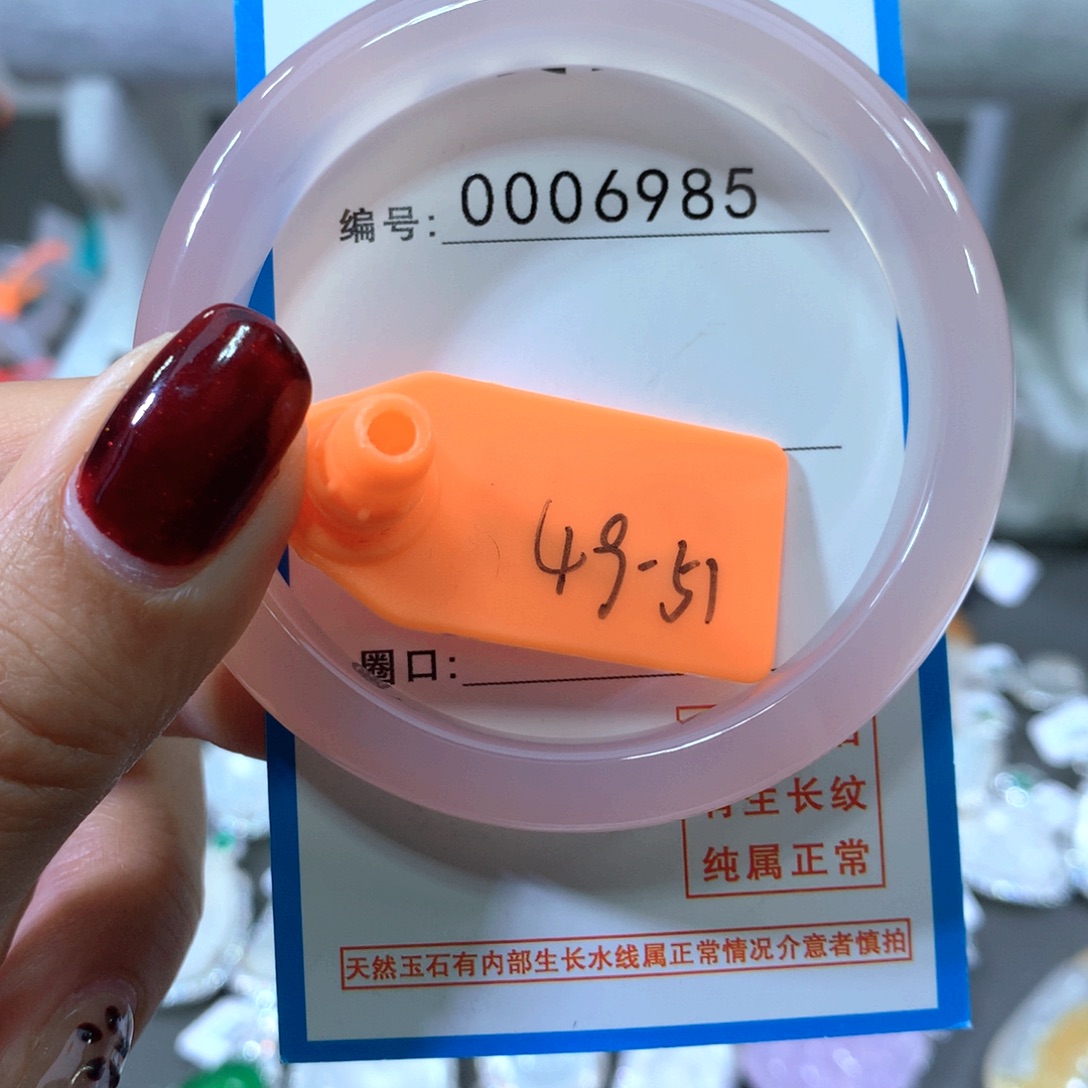 编号: 0006985
49-51
圈口:
生长纹
纯属正常
天然玉石有内部生长水线属正常情况介意者慎拍